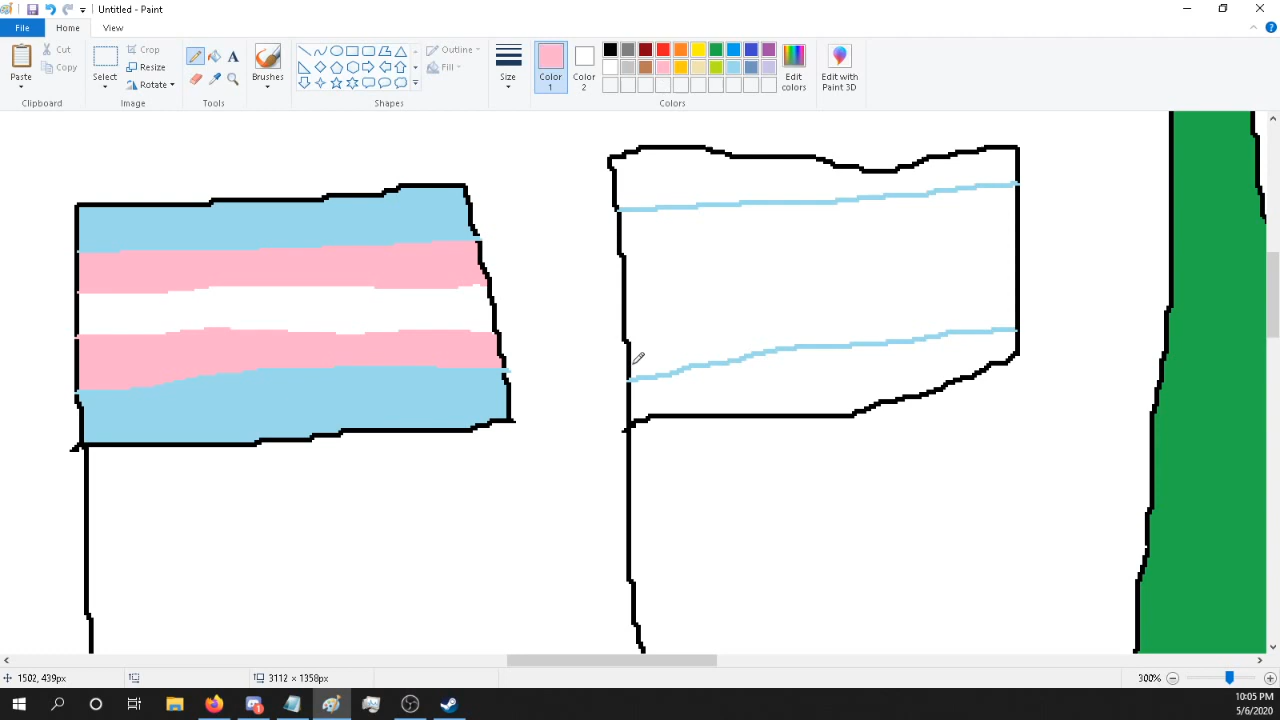 Untitled - Paint
File
Home
View
Paste
Cut
Copy
Clipboard
Select
Crop
Resize
Rotate
Image
A
Tools
Brushes
Outline
Fill
Shapes
Size
Color 1
Color 2
Edit colors
Edit with Paint 3D
Colors
1502, 439px
3112 × 1358px
300%
10:05 PM
5/6/2020